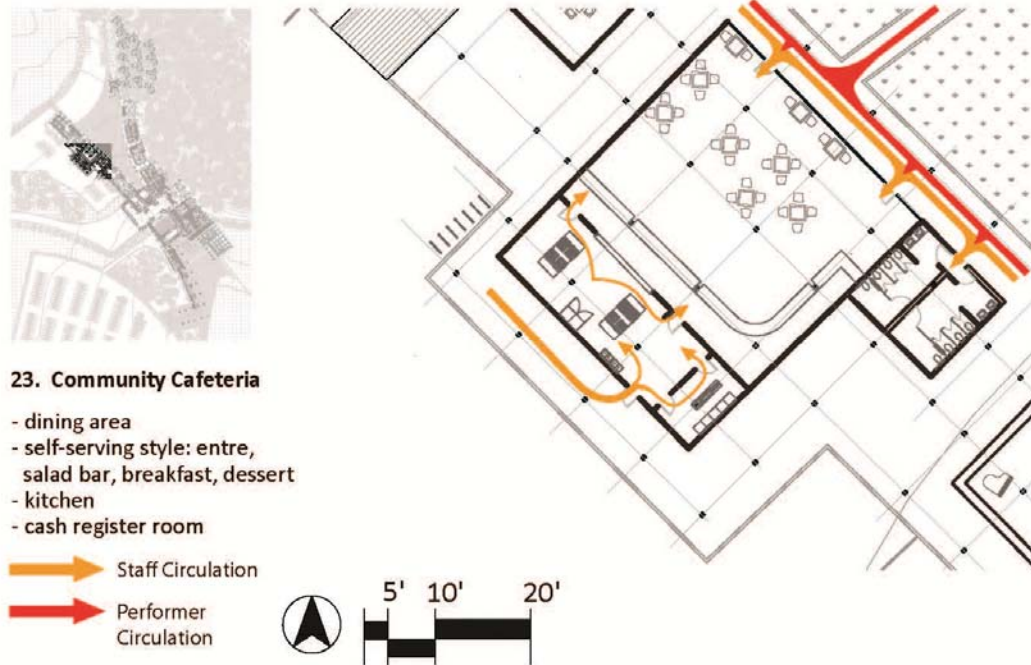 23. Community Cafeteria
- dining area
- self-serving style: entre,
salad bar, breakfast, dessert
- kitchen
- cash register room
Staff Circulation
Performer
Circulation
5' 10' 20'